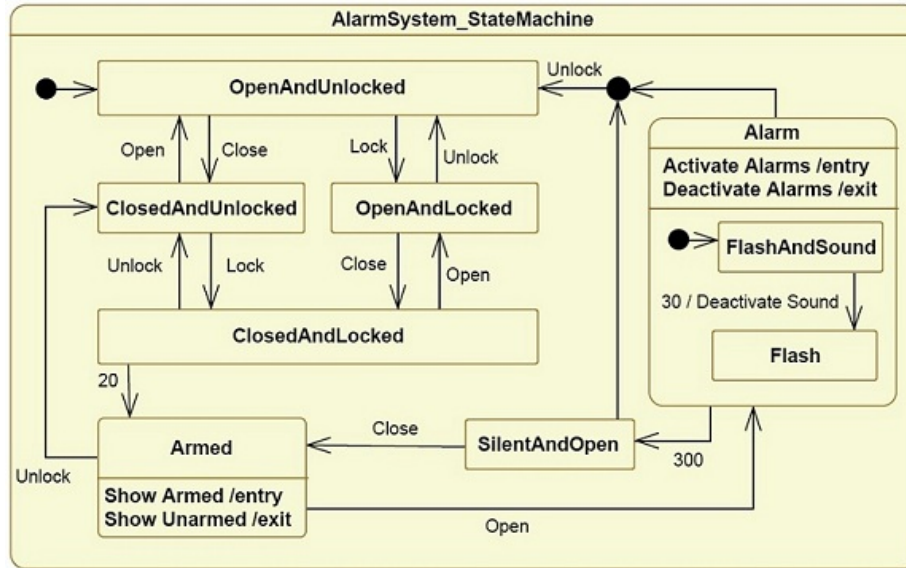 AlarmSystem_StateMachine
OpenAndUnlocked
Unlock
Open
Close
Lock
Unlock
Alarm
Activate Alarms /entry
Deactivate Alarms /exit
ClosedAndUnlocked
OpenAndLocked
FlashAndSound
Unlock
Lock
Close
Open
30 / Deactivate Sound
ClosedAndLocked
Flash
20
Armed
Close
SilentAndOpen
300
Unlock
Show Armed /entry
Show Unarmed /exit
Open